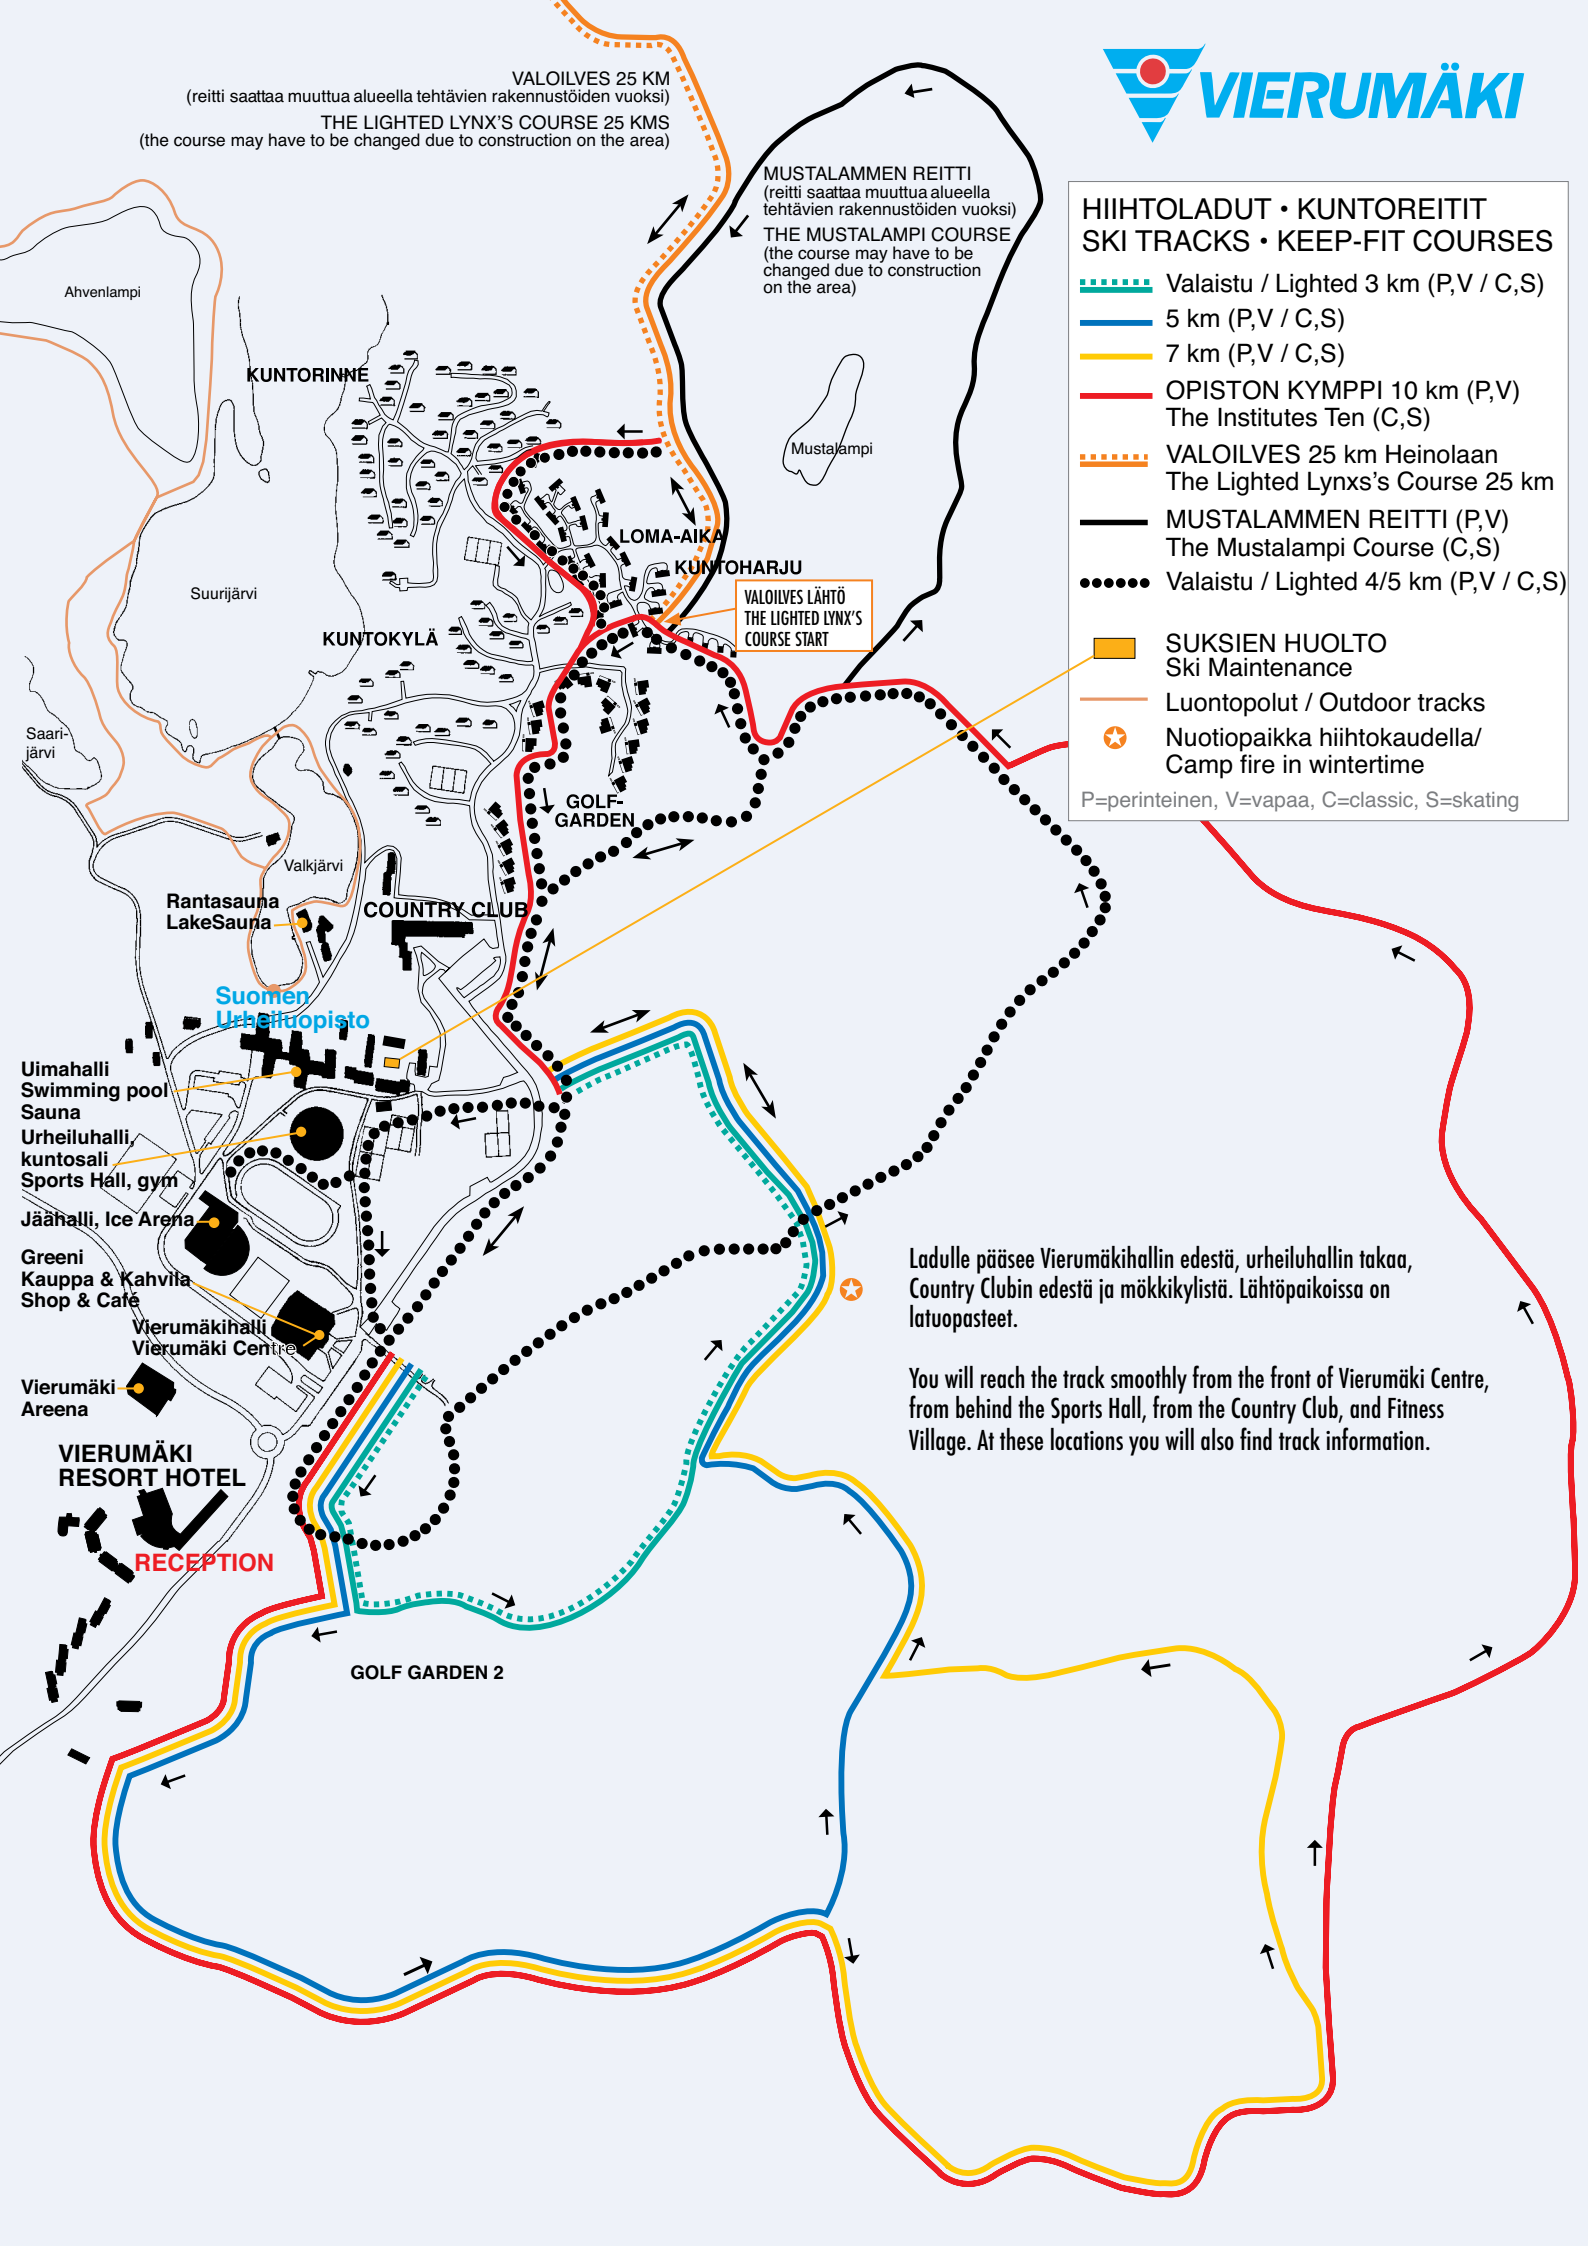 VALOILVES 25 KM
(reitti saattaa muuttua alueella tehtävien rakennustöiden vuoksi)
THE LIGHTED LYNX'S COURSE 25 KMS
(the course may have to be changed due to construction on the area)
VIERUMÄKI
MUSTALAMMEN REITTI
(reitti saattaa muuttua alueella
tehtävien rakennustöiden vuoksi)
THE MUSTALAMPI COURSE
(the course may have to be
changed due to construction
on the area)
HIIHTOLADUT • KUNTOREITIT
SKI TRACKS • KEEP-FIT COURSES
Valaistu / Lighted 3 km (P,V / C,S)
5 km (P,V / C,S)
7 km (P,V / C,S)
OPISTON KYMPPI 10 km (P,V)
The Institutes Ten (C,S)
VALOILVES 25 km Heinolaan
The Lighted Lynxs's Course 25 km
MUSTALAMMEN REITTI (P,V)
The Mustalampi Course (C,S)
Valaistu / Lighted 4/5 km (P,V / C,S)
SUKSIEN HUOLTO
Ski Maintenance
Luontopolut / Outdoor tracks
Nuotiopaikka hiihtokaudella/
Camp fire in wintertime
P=perinteinen, V=vapaa, C=classic, S=skating
Ahvenlampi
KUNTORINNE
Mustalampi
LOMA-AIKA
KUNTOHARJU
VALOILVES LÄHTÖ
THE LIGHTED LYNX'S
COURSE START
Suurijärvi
KUNTOKYLÄ
Saari-
järvi
GOLF-
GARDEN
Valkjärvi
Rantasauna
LakeSauna
COUNTRY CLUB
Suomen
Urheiluopisto
Uimahalli
Swimming pool
Sauna
Urheiluhalli,
kuntosali
Sports Hall, gym
Jäähalli, Ice Arena
Greeni
Kauppa & Kahvila
Shop & Café
Vierumäkihalli
Vierumäki Centre
Vierumäki
Areena
VIERUMÄKI
RESORT HOTEL
RECEPTION
GOLF GARDEN 2
Ladulle pääsee Vierumäkihallin edestä, urheiluhallin takaa,
Country Clubin edestä ja mökkikylistä. Lähtöpaikoissa on
latuopasteet.
You will reach the track smoothly from the front of Vierumäki Centre,
from behind the Sports Hall, from the Country Club, and Fitness
Village. At these locations you will also find track information.